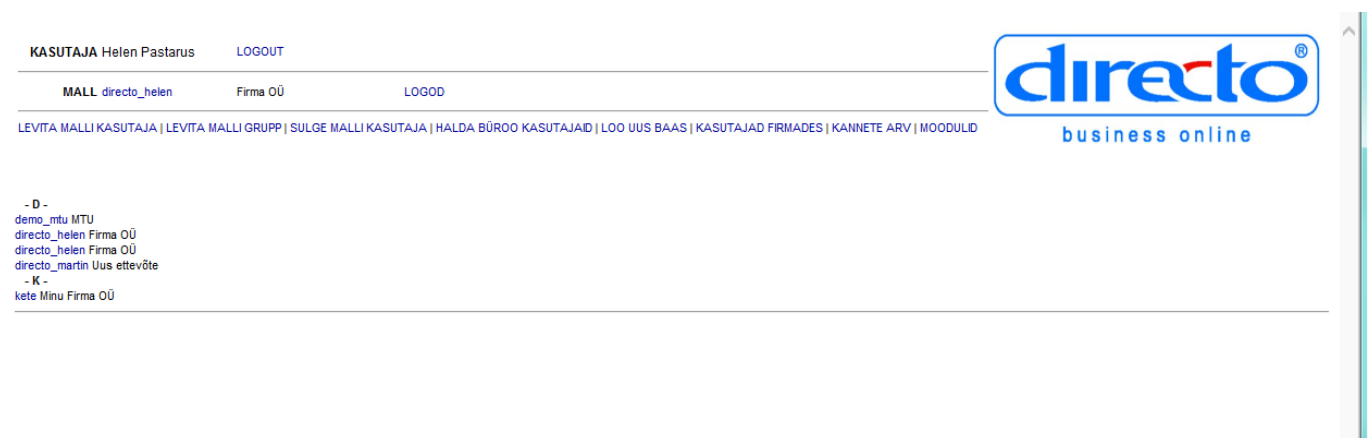 KASUTAJA Helen Pastarus LOGOUT
MALL directo_helen Firma OÜ LOGOD
LEVITA MALLI KASUTAJA | LEVITA MALLI GRUPP | SULGE MALLI KASUTAJA | HALDA BÜROO KASUTAJAID | LOO UUS BAAS | KASUTAJAD FIRMADES | KANNETE ARV | MOODULID
directo®
business online
- D -
demo_mtu MTU
directo_helen Firma OÜ
directo_helen Firma OÜ
directo_martin Uus ettevõte
- K -
kete Minu Firma OÜ